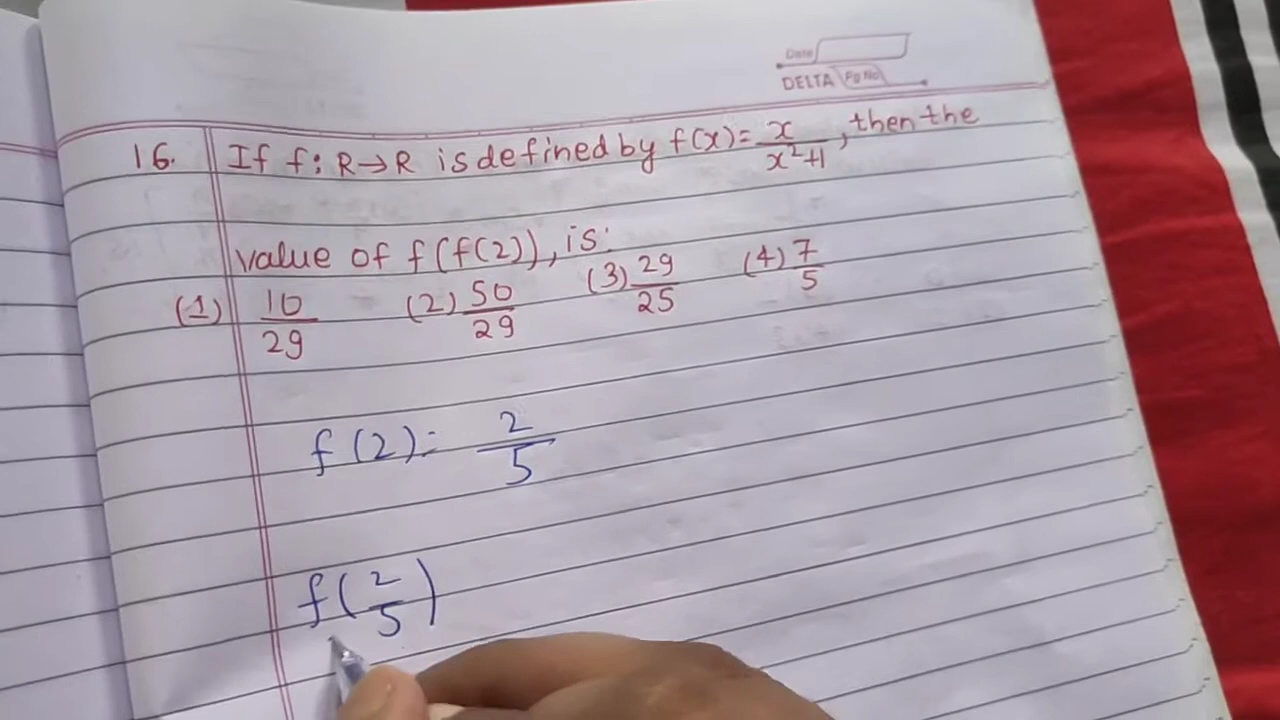 Date
DELTA Pg No
16. If f: R→R is defined by f(x)= x/x²+1, then the
value of f(f(2)), is:
(1) 10/29 (2) 50/29 (3) 29/25 (4) 7/5
f(2)= 2/5
f(2/5)